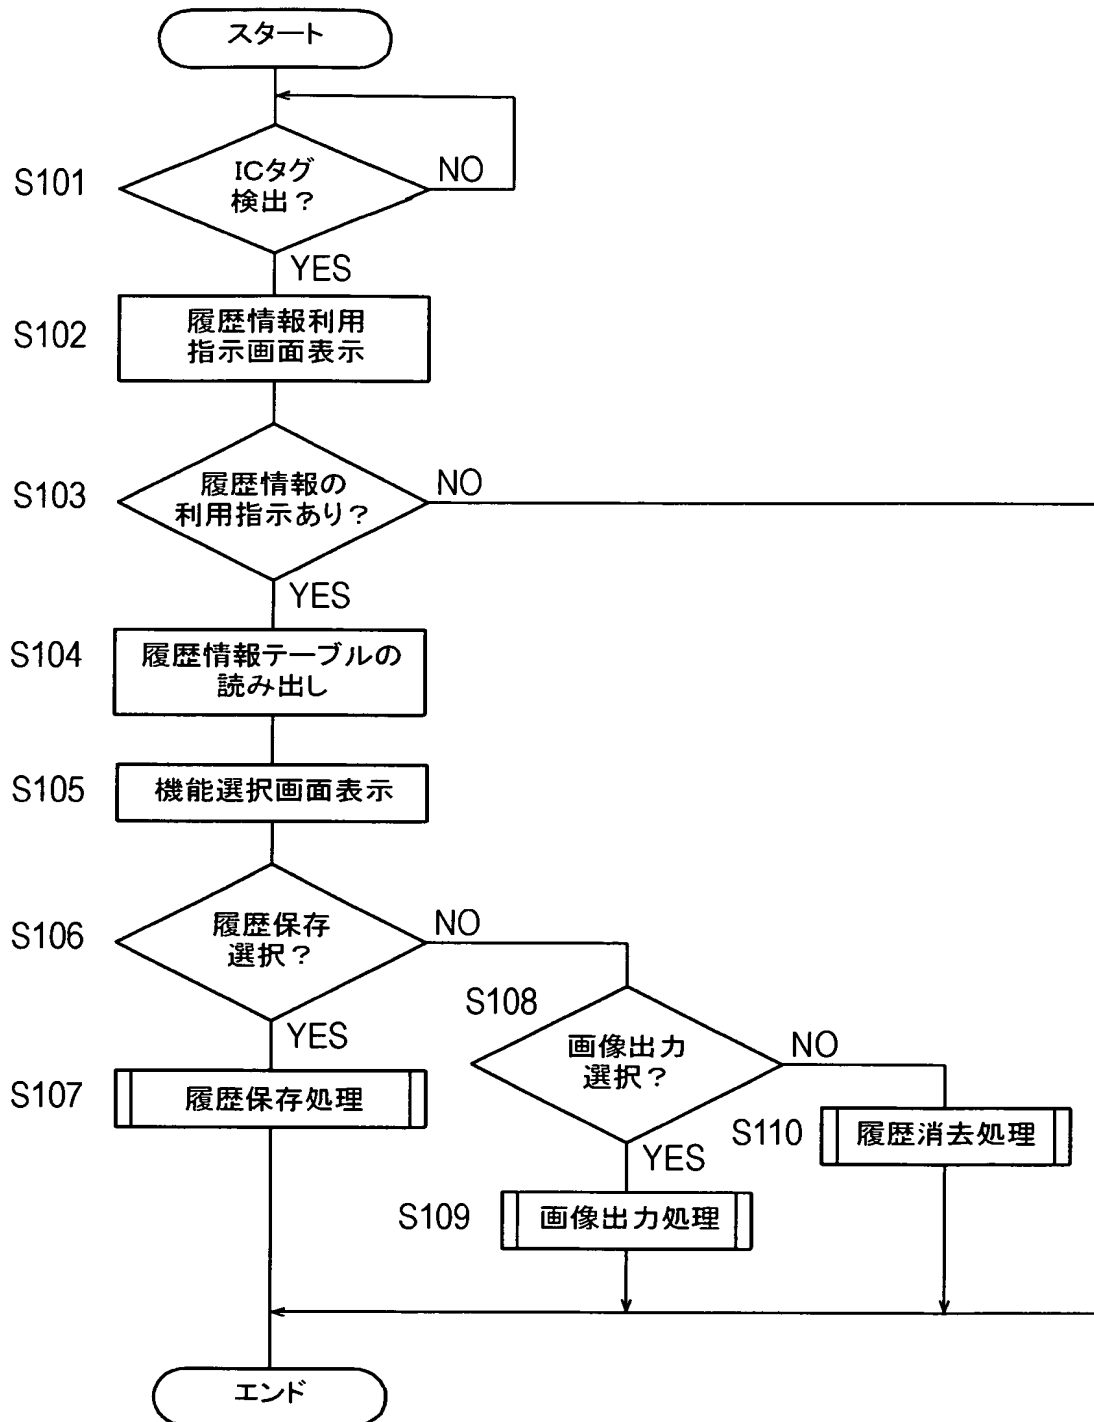 スタート
S101
ICタグ
検出？
NO
YES
S102
履歴情報利用
指示画面表示
S103
履歴情報の
利用指示あり？
NO
YES
S104
履歴情報テーブルの
読み出し
S105
機能選択画面表示
S106
履歴保存
選択？
NO
YES
S107
履歴保存処理
S108
画像出力
選択？
NO
YES
S110
履歴消去処理
S109
画像出力処理
エンド